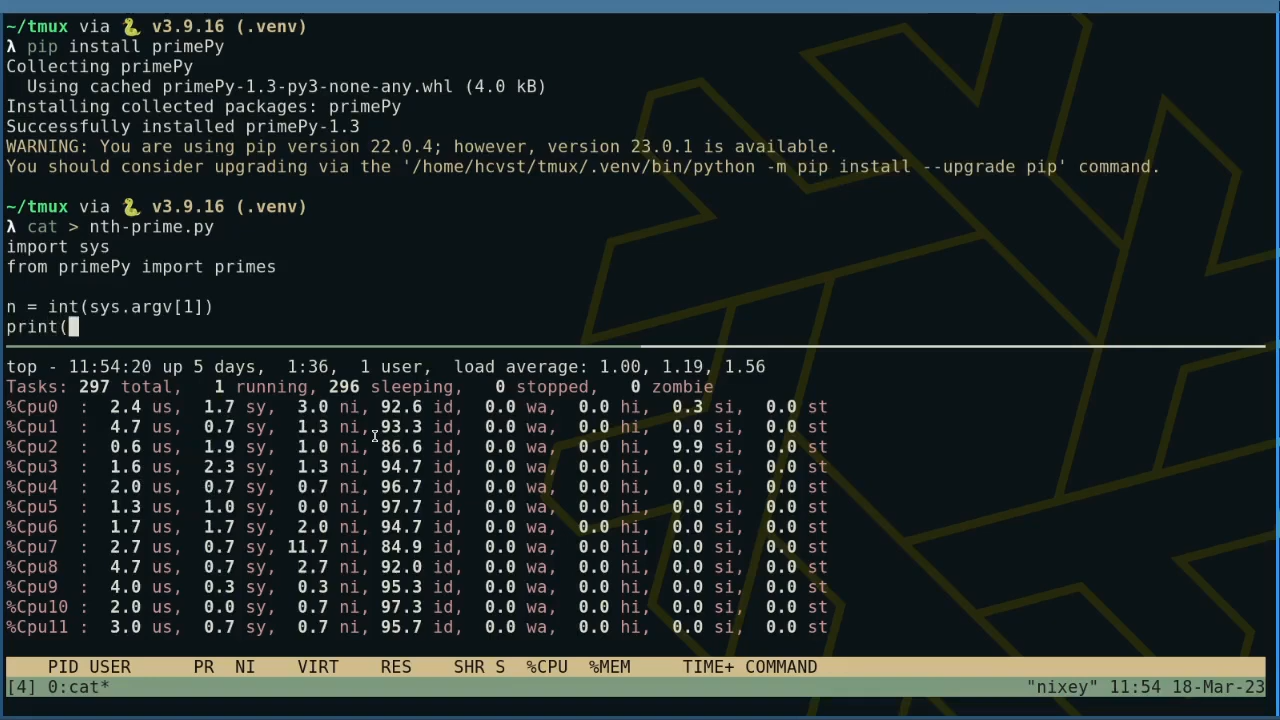 ~/tmux via 🐍 v3.9.16 (.venv)
λ pip install primePy
Collecting primePy
  Using cached primePy-1.3-py3-none-any.whl (4.0 kB)
Installing collected packages: primePy
Successfully installed primePy-1.3
WARNING: You are using pip version 22.0.4; however, version 23.0.1 is available.
You should consider upgrading via the '/home/hcvst/tmux/.venv/bin/python -m pip install --upgrade pip' command.
~/tmux via 🐍 v3.9.16 (.venv)
λ cat > nth-prime.py
import sys
from primePy import primes
n = int(sys.argv[1])
print(
top - 11:54:20 up 5 days,  1:36,  1 user,  load average: 1.00, 1.19, 1.56
Tasks: 297 total,   1 running, 296 sleeping,   0 stopped,   0 zombie
%Cpu0  :  2.4 us,  1.7 sy,  3.0 ni, 92.6 id,  0.0 wa,  0.0 hi,  0.3 si,  0.0 st
%Cpu1  :  4.7 us,  0.7 sy,  1.3 ni, 93.3 id,  0.0 wa,  0.0 hi,  0.0 si,  0.0 st
%Cpu2  :  0.6 us,  1.9 sy,  1.0 ni, 86.6 id,  0.0 wa,  0.0 hi,  9.9 si,  0.0 st
%Cpu3  :  1.6 us,  2.3 sy,  1.3 ni, 94.7 id,  0.0 wa,  0.0 hi,  0.0 si,  0.0 st
%Cpu4  :  2.0 us,  0.7 sy,  0.7 ni, 96.7 id,  0.0 wa,  0.0 hi,  0.0 si,  0.0 st
%Cpu5  :  1.3 us,  1.0 sy,  0.0 ni, 97.7 id,  0.0 wa,  0.0 hi,  0.0 si,  0.0 st
%Cpu6  :  1.7 us,  1.7 sy,  2.0 ni, 94.7 id,  0.0 wa,  0.0 hi,  0.0 si,  0.0 st
%Cpu7  :  2.7 us,  0.7 sy, 11.7 ni, 84.9 id,  0.0 wa,  0.0 hi,  0.0 si,  0.0 st
%Cpu8  :  4.7 us,  0.7 sy,  2.7 ni, 92.0 id,  0.0 wa,  0.0 hi,  0.0 si,  0.0 st
%Cpu9  :  4.0 us,  0.3 sy,  0.3 ni, 95.3 id,  0.0 wa,  0.0 hi,  0.0 si,  0.0 st
%Cpu10 :  2.0 us,  0.0 sy,  0.7 ni, 97.3 id,  0.0 wa,  0.0 hi,  0.0 si,  0.0 st
%Cpu11 :  3.0 us,  0.7 sy,  0.7 ni, 95.7 id,  0.0 wa,  0.0 hi,  0.0 si,  0.0 st
    PID USER      PR  NI    VIRT    RES    SHR S  %CPU  %MEM     TIME+ COMMAND
[4] 0:cat* "nixey" 11:54 18-Mar-23